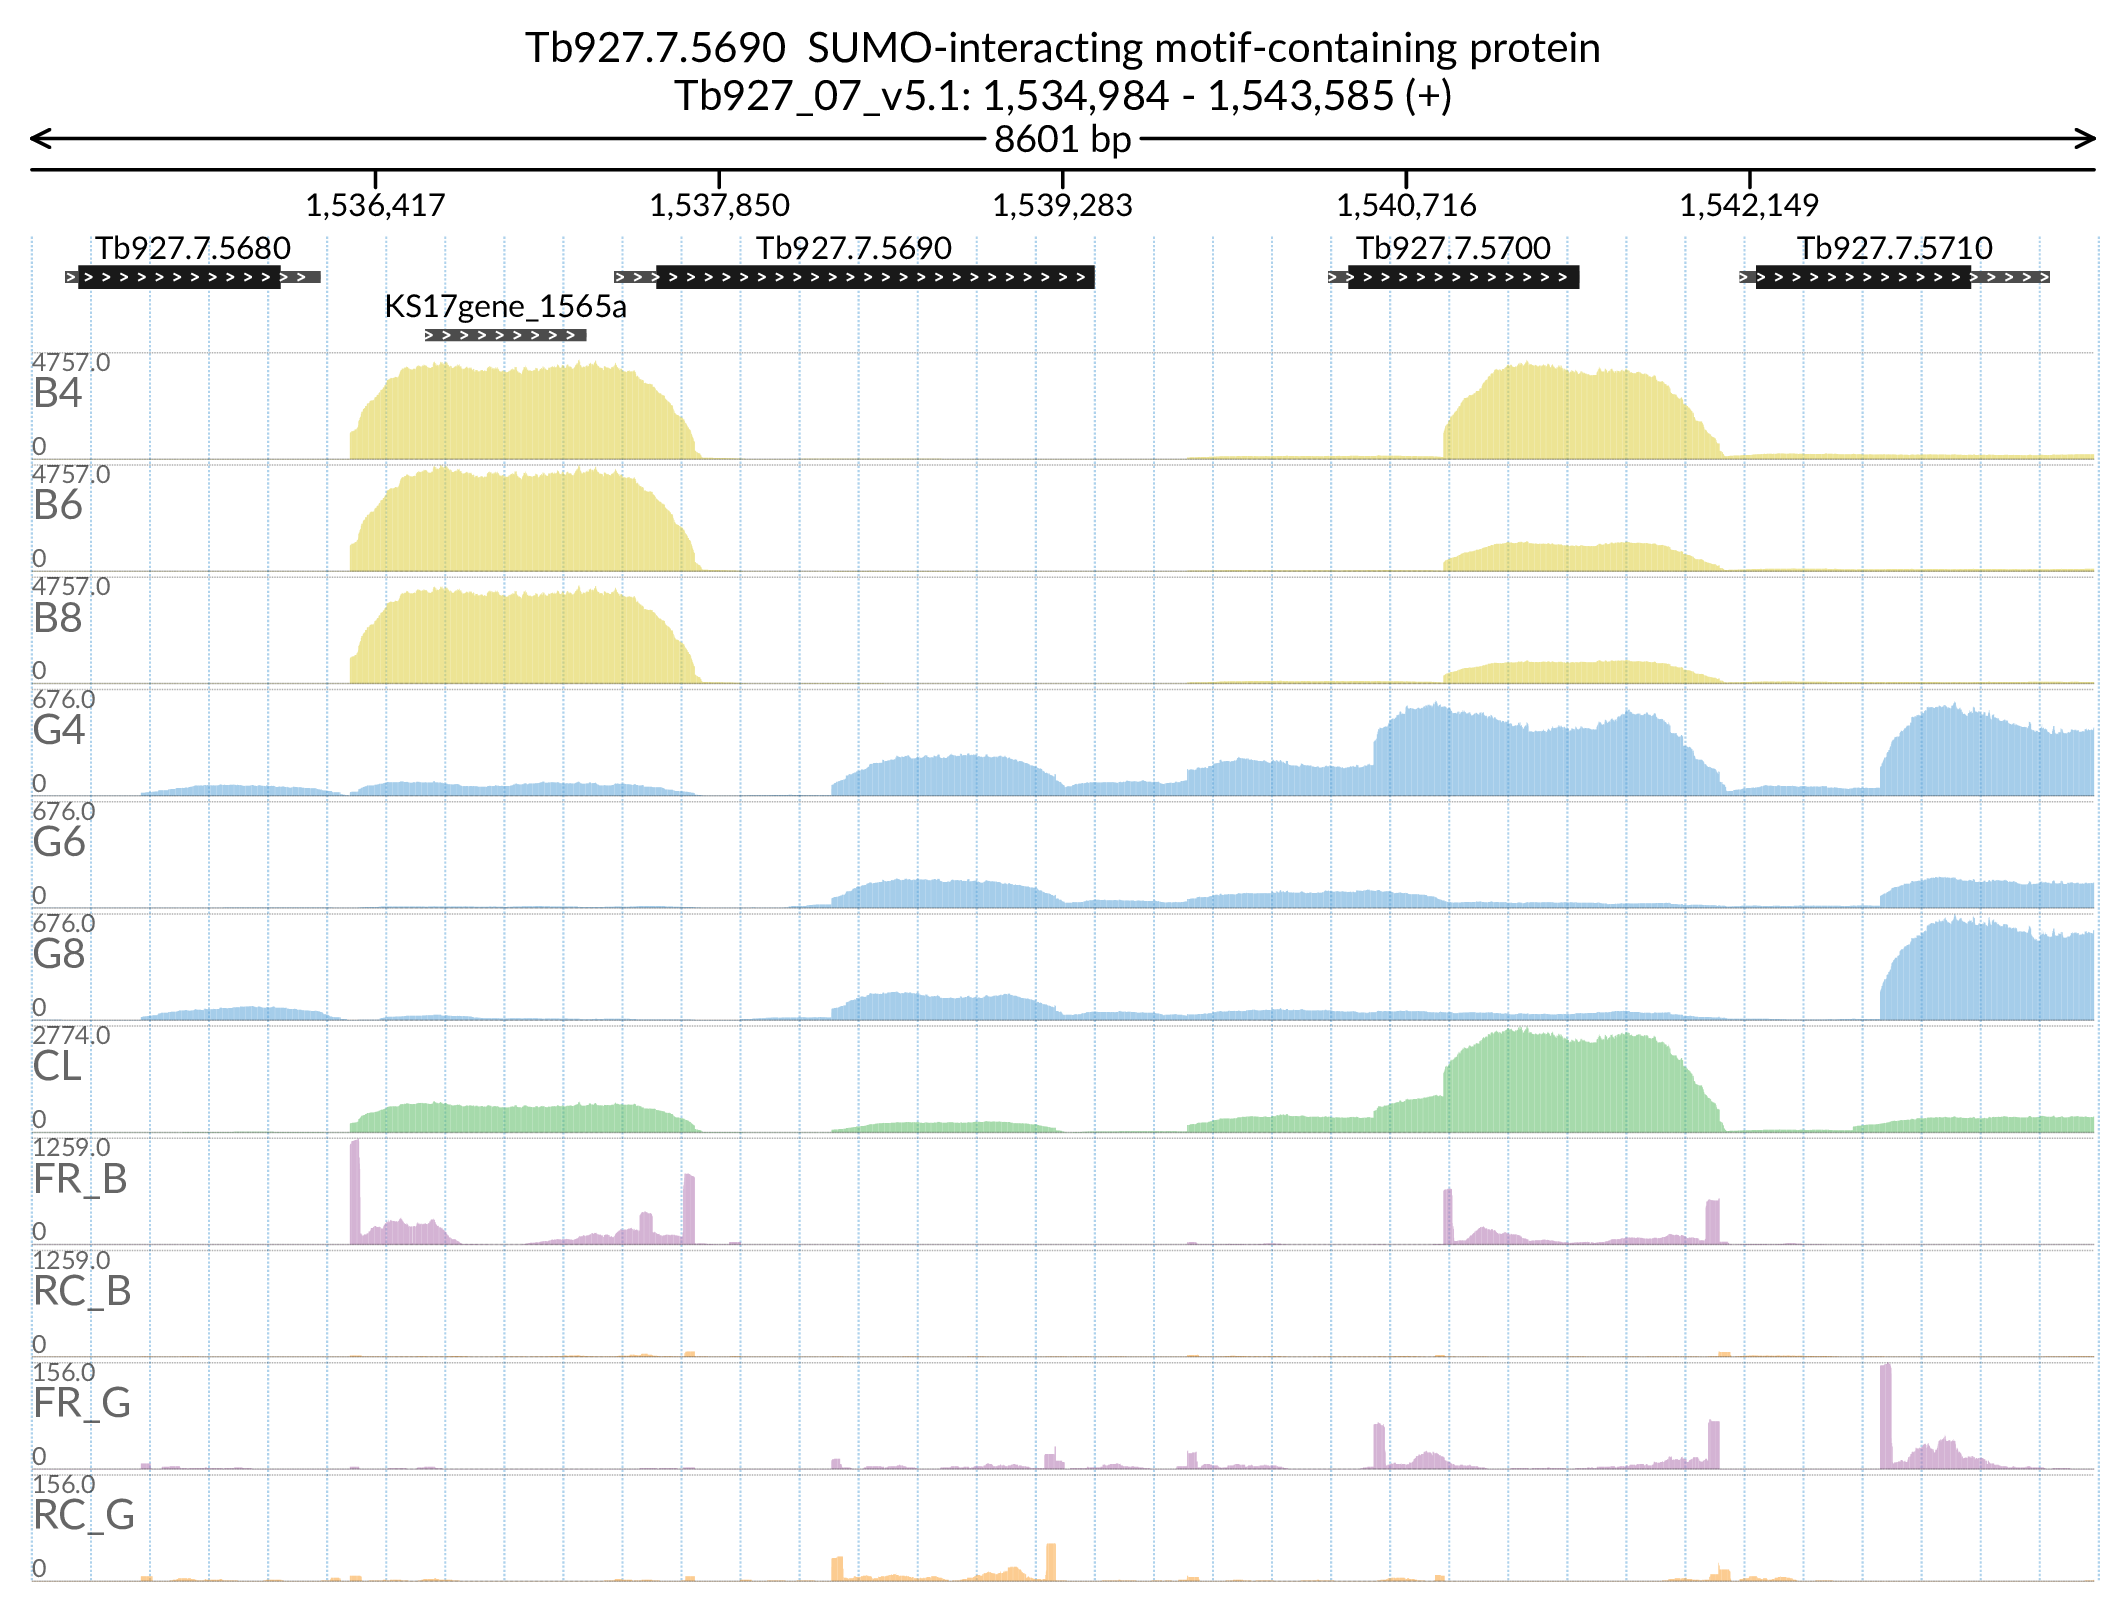 Tb927.7.5690  SUMO-interacting motif-containing protein
Tb927_07_v5.1: 1,534,984 - 1,543,585 (+)
8601 bp
1,536,417 1,537,850 1,539,283 1,540,716 1,542,149
Tb927.7.5680 Tb927.7.5690 Tb927.7.5700 Tb927.7.5710
KS17gene_1565a
4757.0
B4
0
4757.0
B6
0
4757.0
B8
0
676.0
G4
0
676.0
G6
0
676.0
G8
0
2774.0
CL
0
1259.0
FR_B
0
1259.0
RC_B
0
156.0
FR_G
0
156.0
RC_G
0